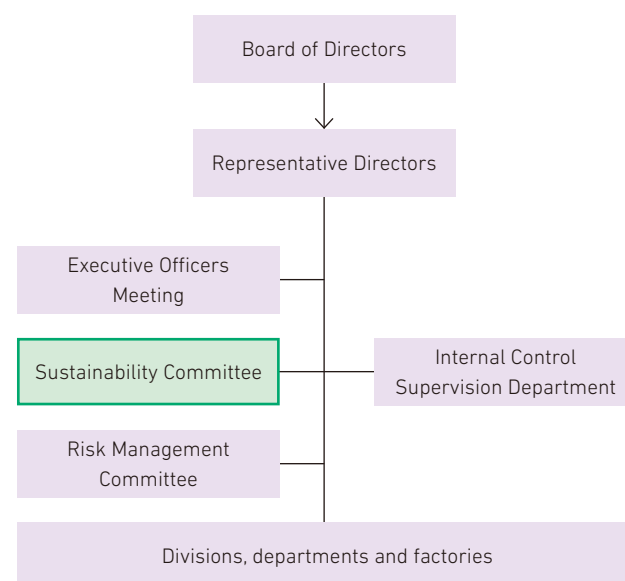 Board of Directors
Representative Directors
Executive Officers
Meeting
Sustainability Committee
Internal Control
Supervision Department
Risk Management
Committee
Divisions, departments and factories